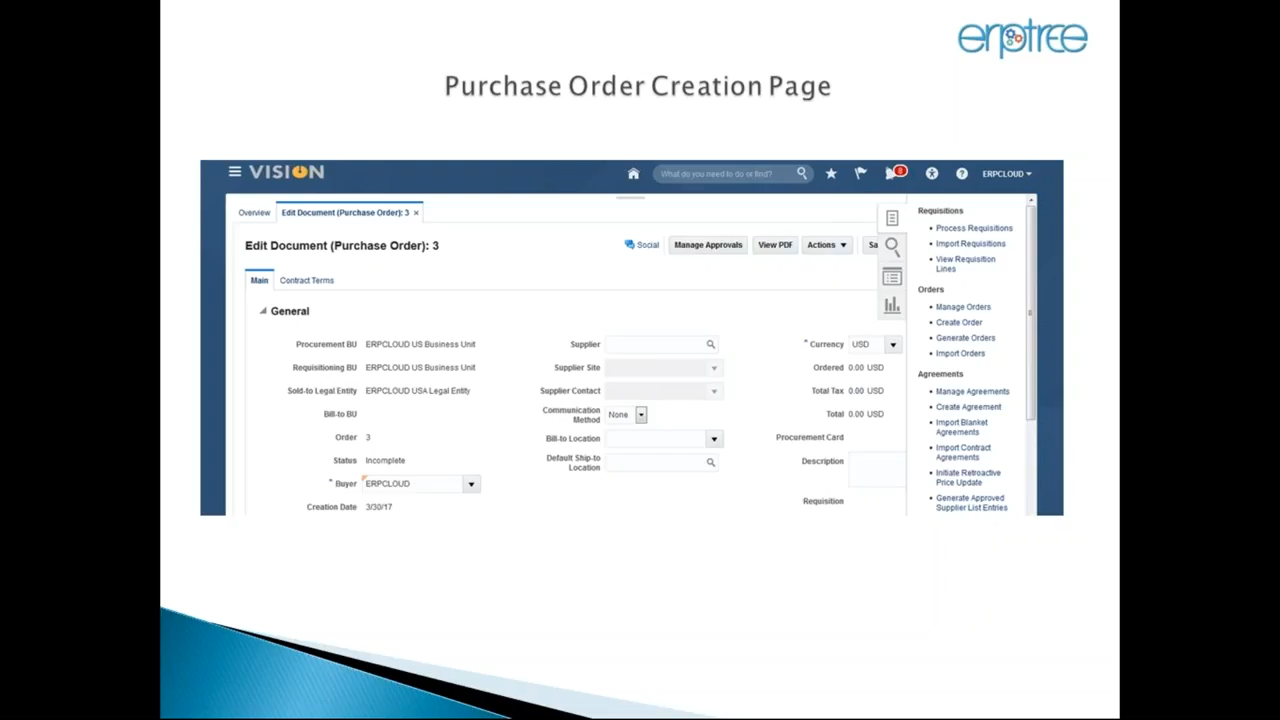 erptree
Purchase Order Creation Page
VISION
What do you need to do or find?
8
ERPCLOUD
Overview
Edit Document (Purchase Order): 3 ×
Edit Document (Purchase Order): 3
Social
Manage Approvals
View PDF
Actions
Sa
Main
Contract Terms
General
Procurement BU ERPCLOUD US Business Unit
Requisitioning BU ERPCLOUD US Business Unit
Sold-to Legal Entity ERPCLOUD USA Legal Entity
Bill-to BU
Order 3
Status Incomplete
* Buyer ERPCLOUD
Creation Date 3/30/17
Supplier
Supplier Site
Supplier Contact
Communication
Method
None
Bill-to Location
Default Ship-to
Location
* Currency USD
Ordered 0.00 USD
Total Tax 0.00 USD
Total 0.00 USD
Procurement Card
Description
Requisition
Requisitions
Process Requisitions
Import Requisitions
View Requisition
Lines
Orders
Manage Orders
Create Order
Generate Orders
Import Orders
Agreements
Manage Agreements
Create Agreement
Import Blanket
Agreements
Import Contract
Agreements
Initiate Retroactive
Price Update
Generate Approved
Supplier List Entries